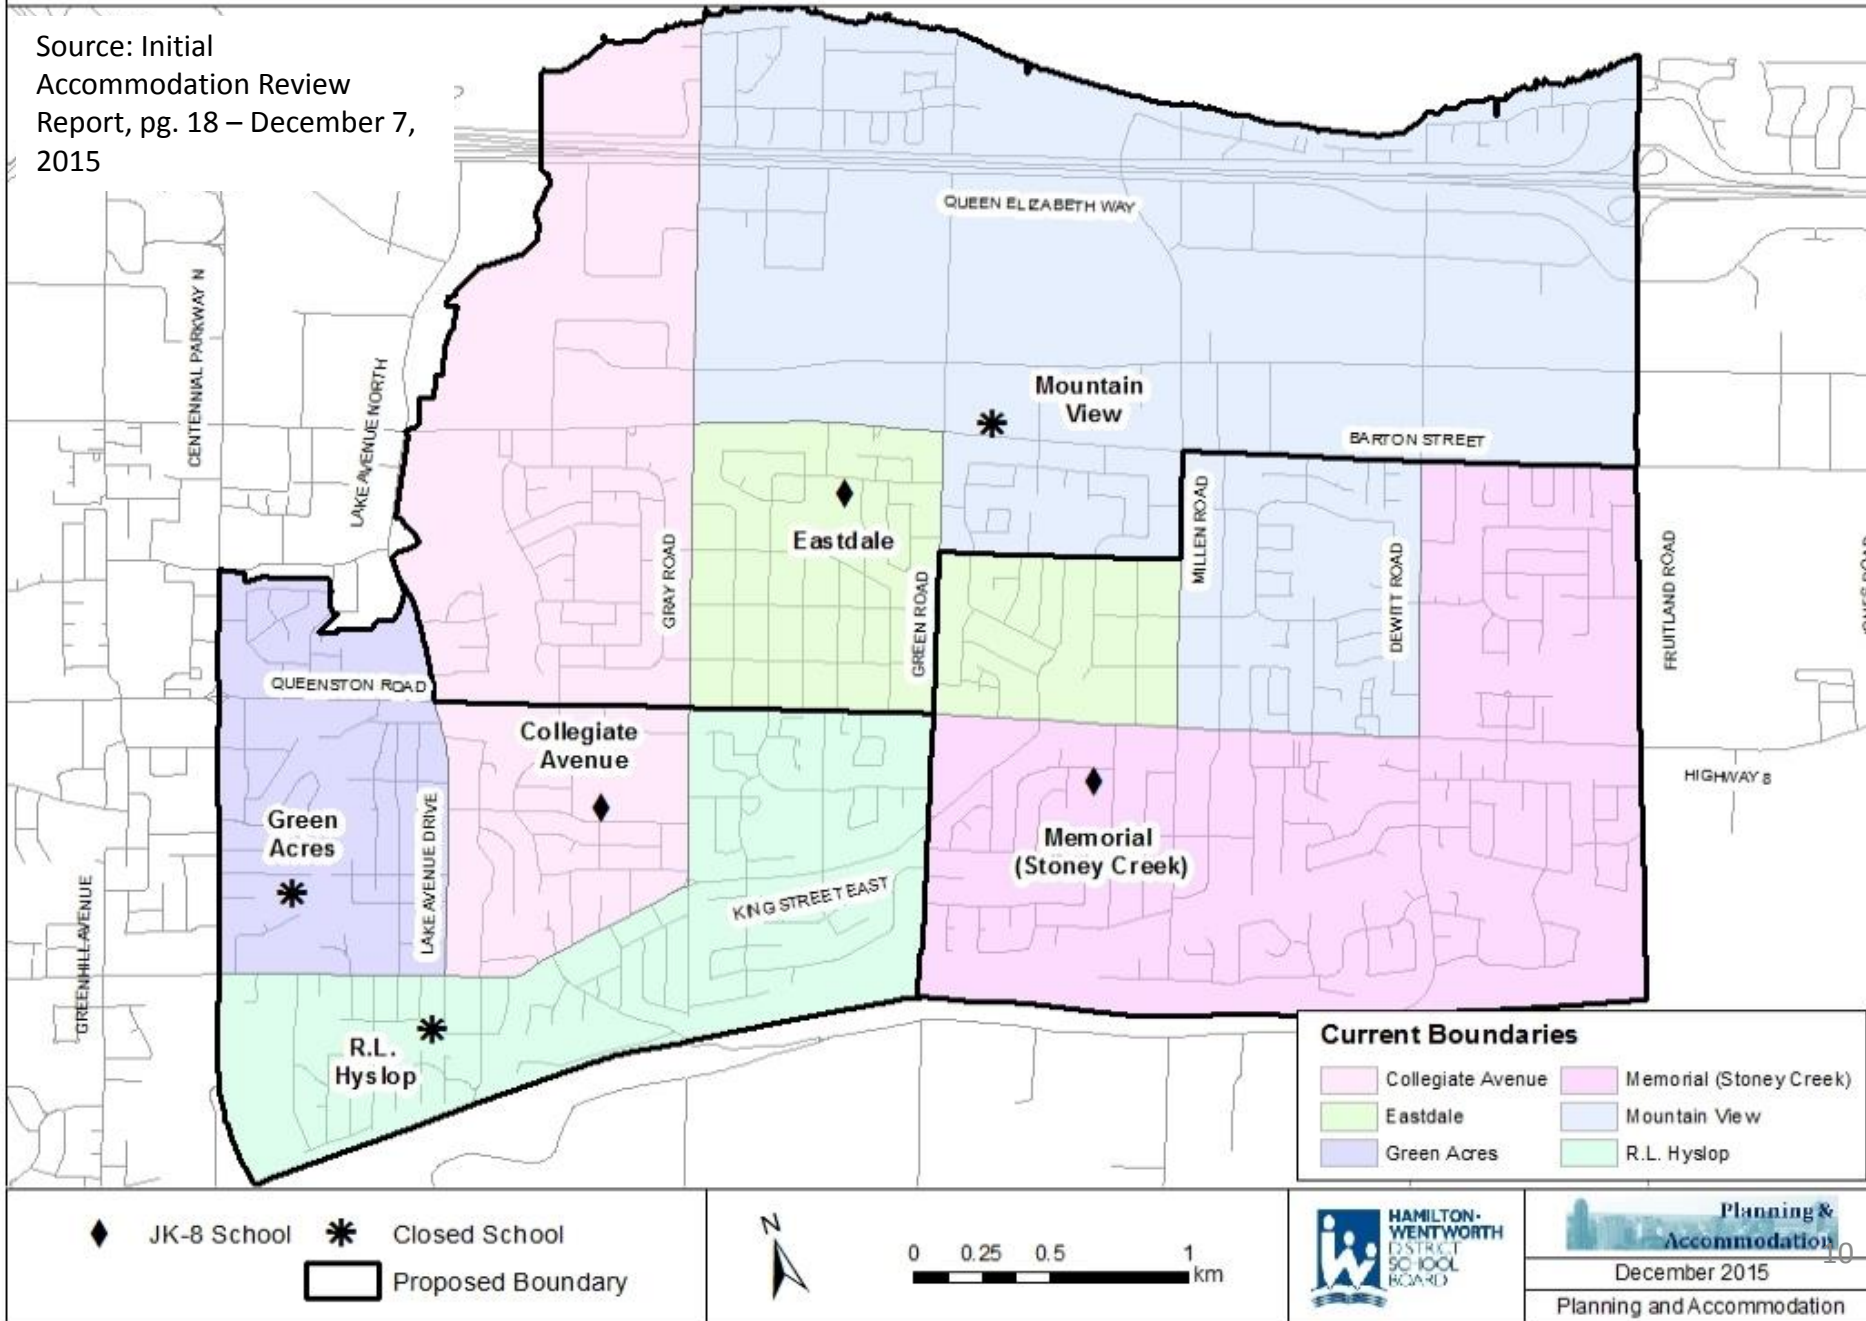 Source: Initial
Accommodation Review
Report, pg. 18 – December 7,
2015
QUEEN ELIZABETH WAY
CENTENNIAL PARKWAY N
LAKE AVENUE NORTH
Mountain
View
BARTON STREET
Eastdale
GRAY ROAD
GREEN ROAD
MILLEN ROAD
DEWITT ROAD
FRUITLAND ROAD
QUEENSTON ROAD
Collegiate
Avenue
HIGHWAY 8
Green
Acres
LAKE AVENUE DRIVE
Memorial
(Stoney Creek)
KING STREET EAST
GREENHILL AVENUE
R.L.
Hyslop
Current Boundaries
Collegiate Avenue
Memorial (Stoney Creek)
Eastdale
Mountain View
Green Acres
R.L. Hyslop
JK-8 School
Closed School
Proposed Boundary
N
0 0.25 0.5 1
km
HAMILTON-
WENTWORTH
DISTRICT
SCHOOL
BOARD
Planning &
Accommodation
10
December 2015
Planning and Accommodation